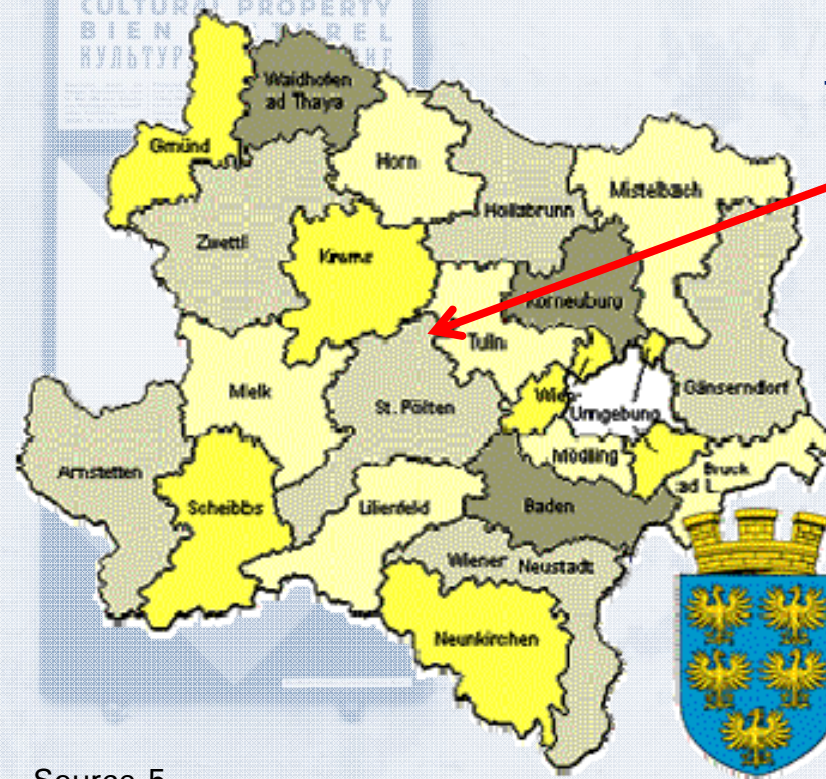 CULTURAL PROPERTY
BIEN
REL
Waidhofen
ad Thaya
Gmünd
Horn
Mistelbach
Hollabrunn
Zwettl
Krems
Korneuburg
Tulln
Melk
St. Pölten
Wien
Umgebung
Gänserndorf
Mödling
Bruck
ad L.
Amstetten
Scheibbs
Lilienfeld
Baden
Wiener Neustadt
Neunkirchen
Source 5